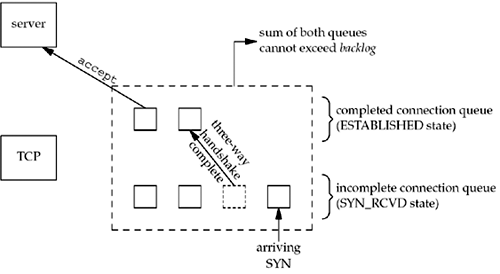 server
sum of both queues
cannot exceed backlog
accept
three-way
handshake
complete
completed connection queue
(ESTABLISHED state)
TCP
incomplete connection queue
(SYN_RCVD state)
arriving
SYN